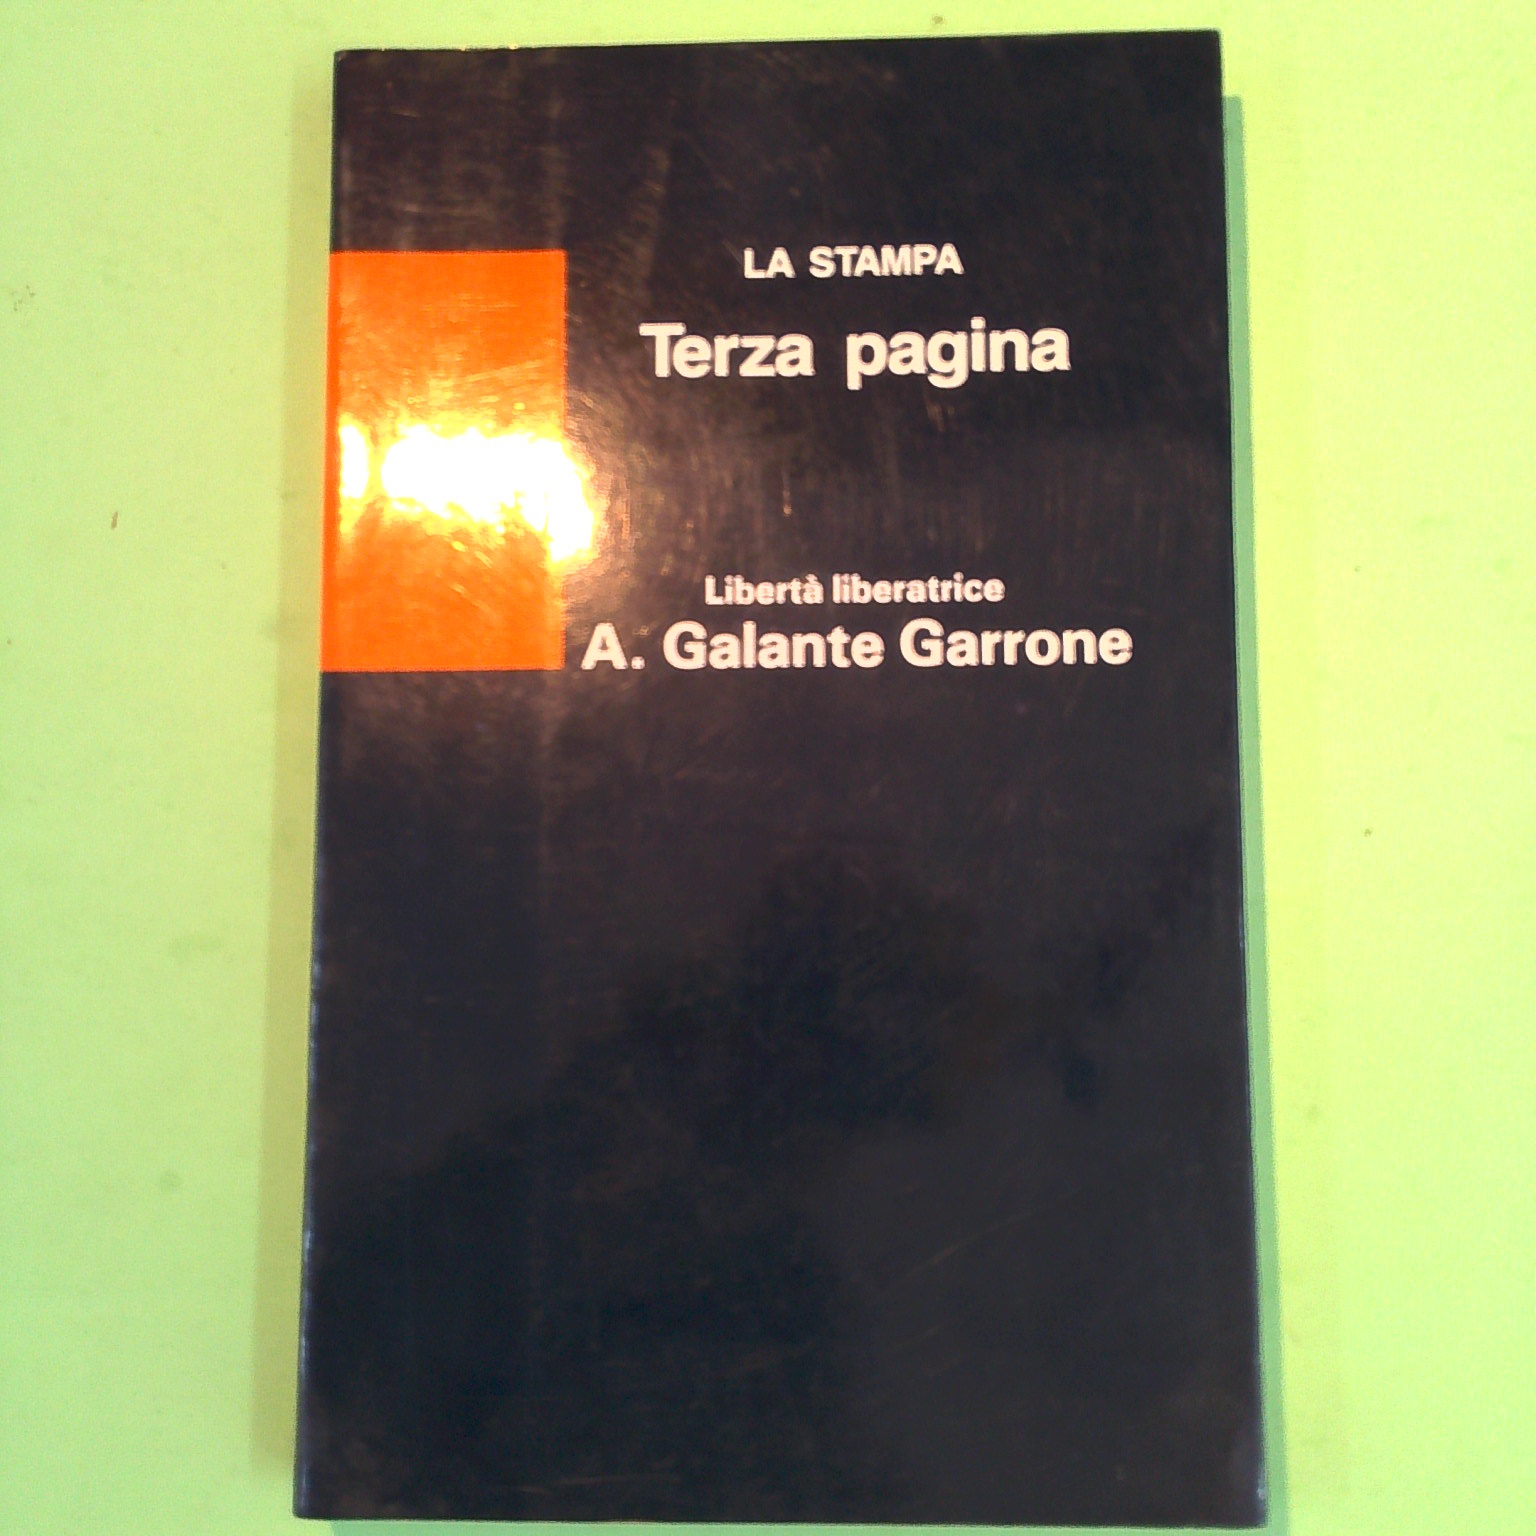 LA STAMPA
Terza pagina
Libertà liberatrice
A. Galante Garrone